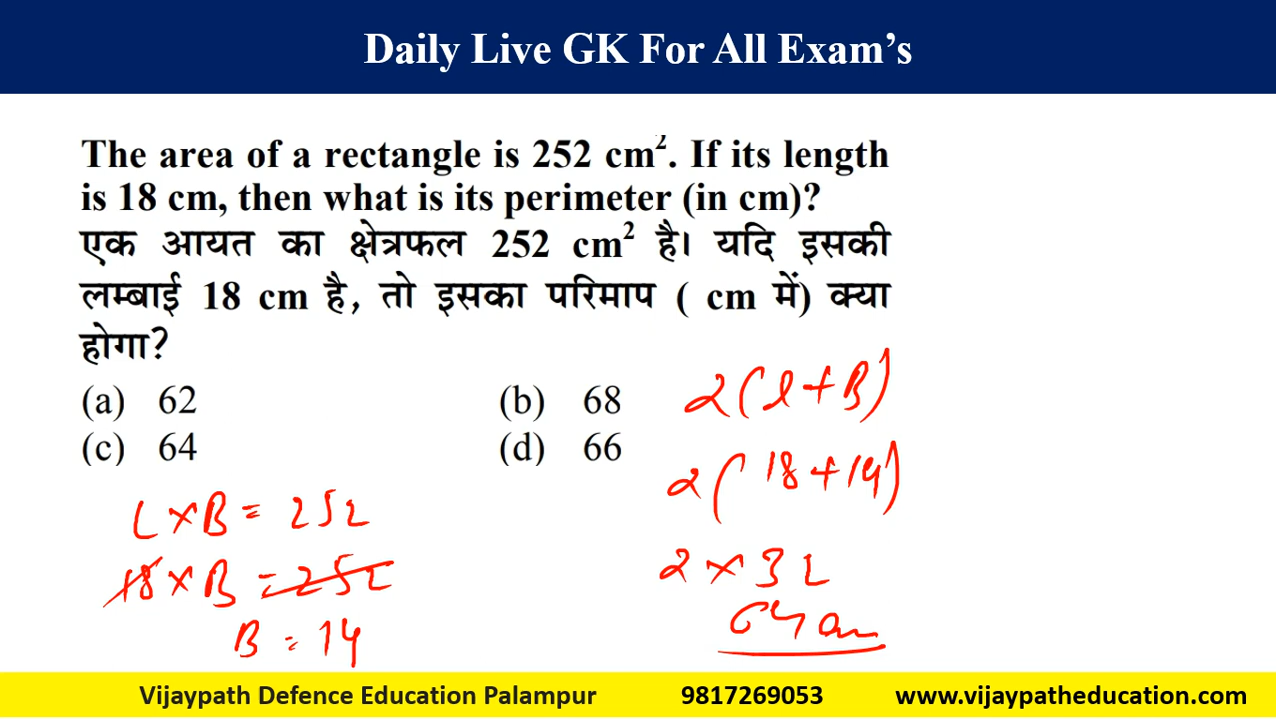 Daily Live GK For All Exam's
The area of a rectangle is 252 cm². If its length
is 18 cm, then what is its perimeter (in cm)?
एक आयत का क्षेत्रफल 252 cm² है। यदि इसकी
लम्बाई 18 cm है, तो इसका परिमाप ( cm में) क्या
होगा?
(a) 62 (b) 68
(c) 64 (d) 66
L×B = 252
18×B = 252
B = 14
2(l+B)
2(18+14)
2×32
64 cm
Vijaypath Defence Education Palampur 9817269053 www.vijaypatheducation.com